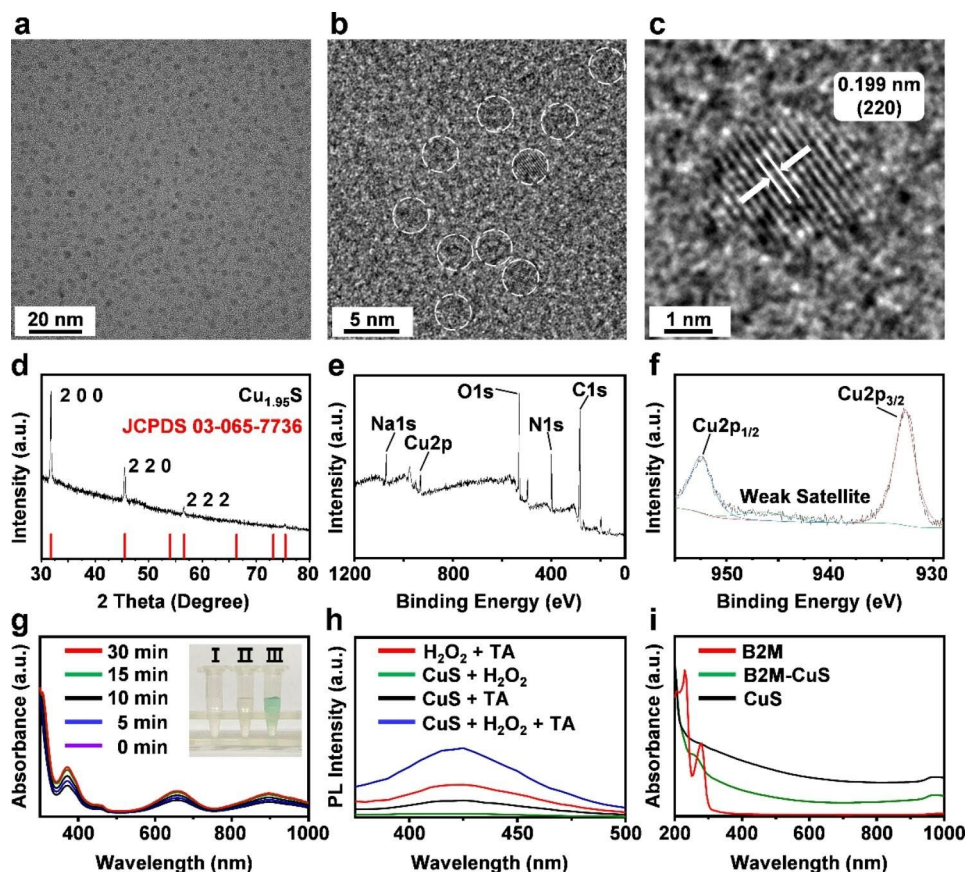 a
b
c
0.199 nm
(220)
20 nm
5 nm
1 nm
d
Intensity (a.u.)
2 0 0
2 2 0
2 2 2
Cu1.95S
JCPDS 03-065-7736
30 40 50 60 70 80
2 Theta (Degree)
e
Intensity (a.u.)
Na1s
Cu2p
O1s
N1s
C1s
1200 800 400 0
Binding Energy (eV)
f
Intensity (a.u.)
Cu2p1/2
Weak Satellite
Cu2p3/2
950 940 930
Binding Energy (eV)
g
Absorbance (a.u.)
30 min
15 min
10 min
5 min
0 min
I II III
400 600 800 1000
Wavelength (nm)
h
PL Intensity (a.u.)
H2O2 + TA
CuS + H2O2
CuS + TA
CuS + H2O2 + TA
400 450 500
Wavelength (nm)
i
Absorbance (a.u.)
B2M
B2M-CuS
CuS
200 400 600 800 1000
Wavelength (nm)